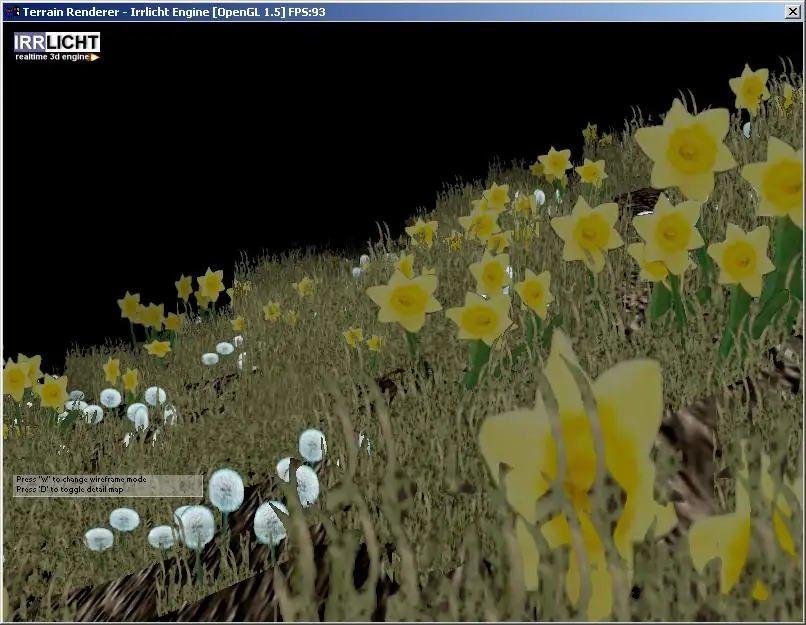 Terrain Renderer - Irrlicht Engine [OpenGL 1.5] FPS:93
IRRLICHT
realtime 3d engine
Press 'W' to change wireframe mode
Press 'D' to toggle detail map